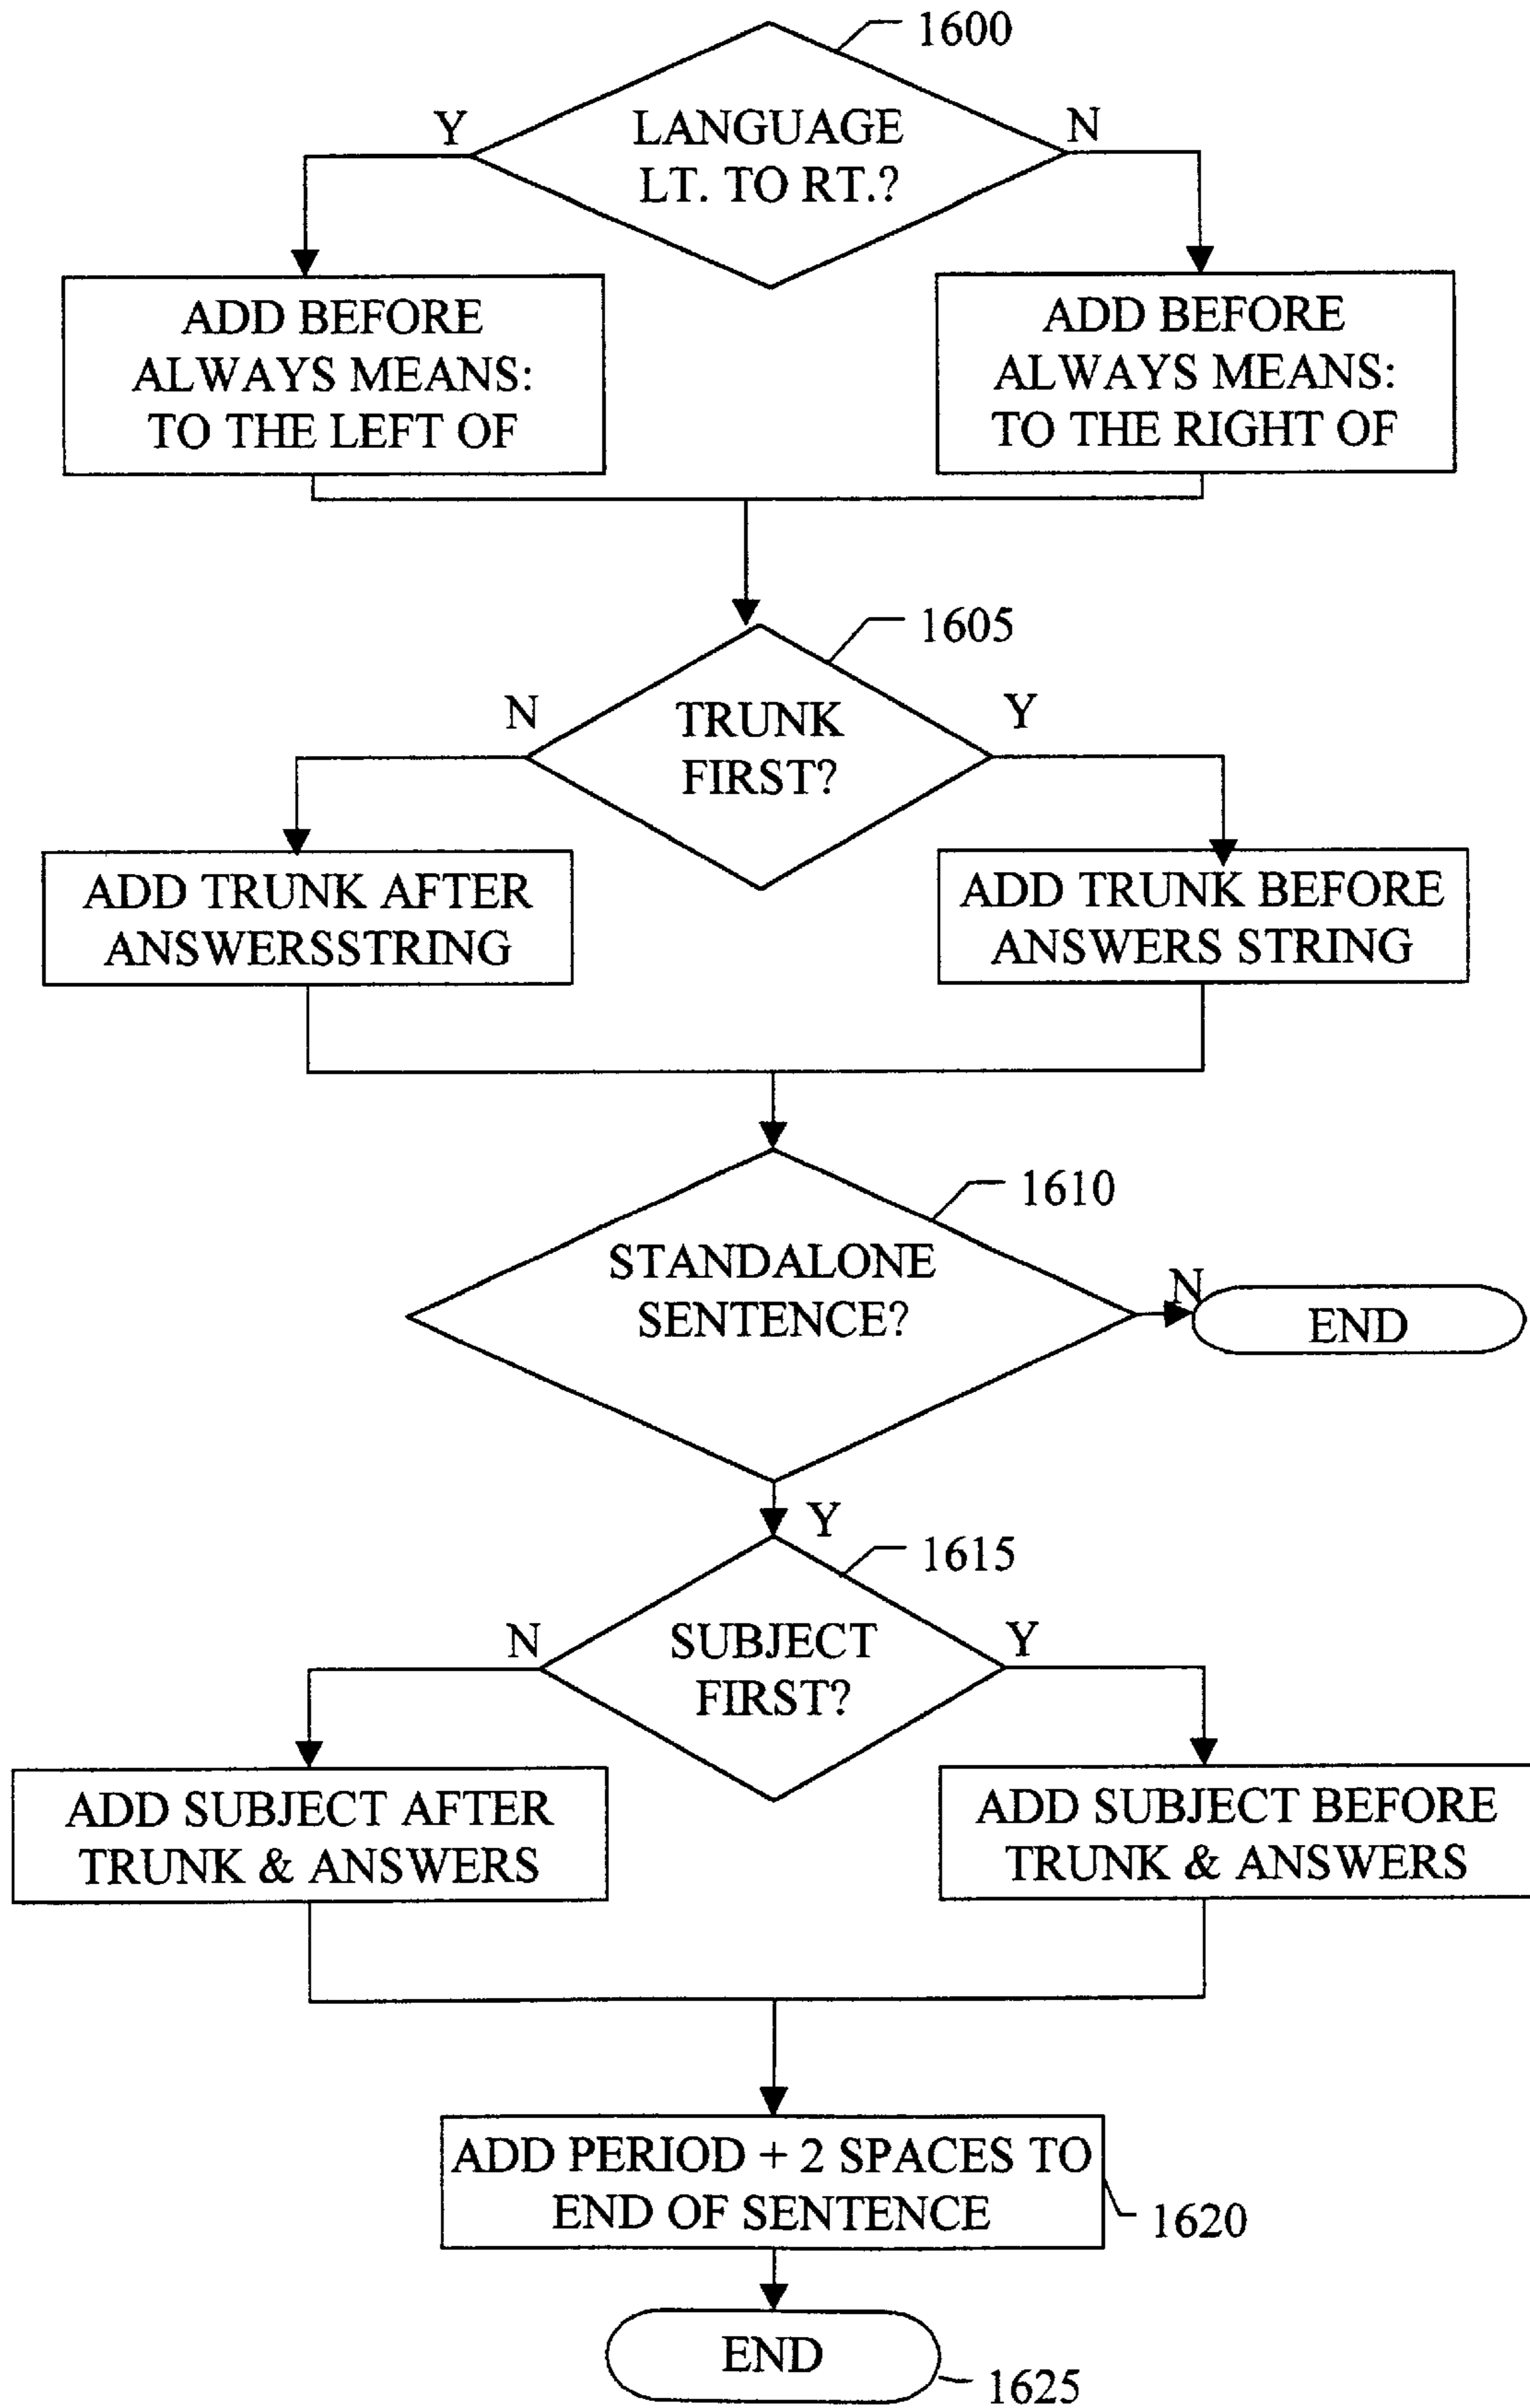 1600
Y
LANGUAGE
LT. TO RT.?
N
ADD BEFORE
ALWAYS MEANS:
TO THE LEFT OF
ADD BEFORE
ALWAYS MEANS:
TO THE RIGHT OF
1605
N
TRUNK
FIRST?
Y
ADD TRUNK AFTER
ANSWERSSTRING
ADD TRUNK BEFORE
ANSWERS STRING
1610
STANDALONE
SENTENCE?
N
END
Y
1615
N
SUBJECT
FIRST?
Y
ADD SUBJECT AFTER
TRUNK & ANSWERS
ADD SUBJECT BEFORE
TRUNK & ANSWERS
ADD PERIOD + 2 SPACES TO
END OF SENTENCE
1620
END
1625